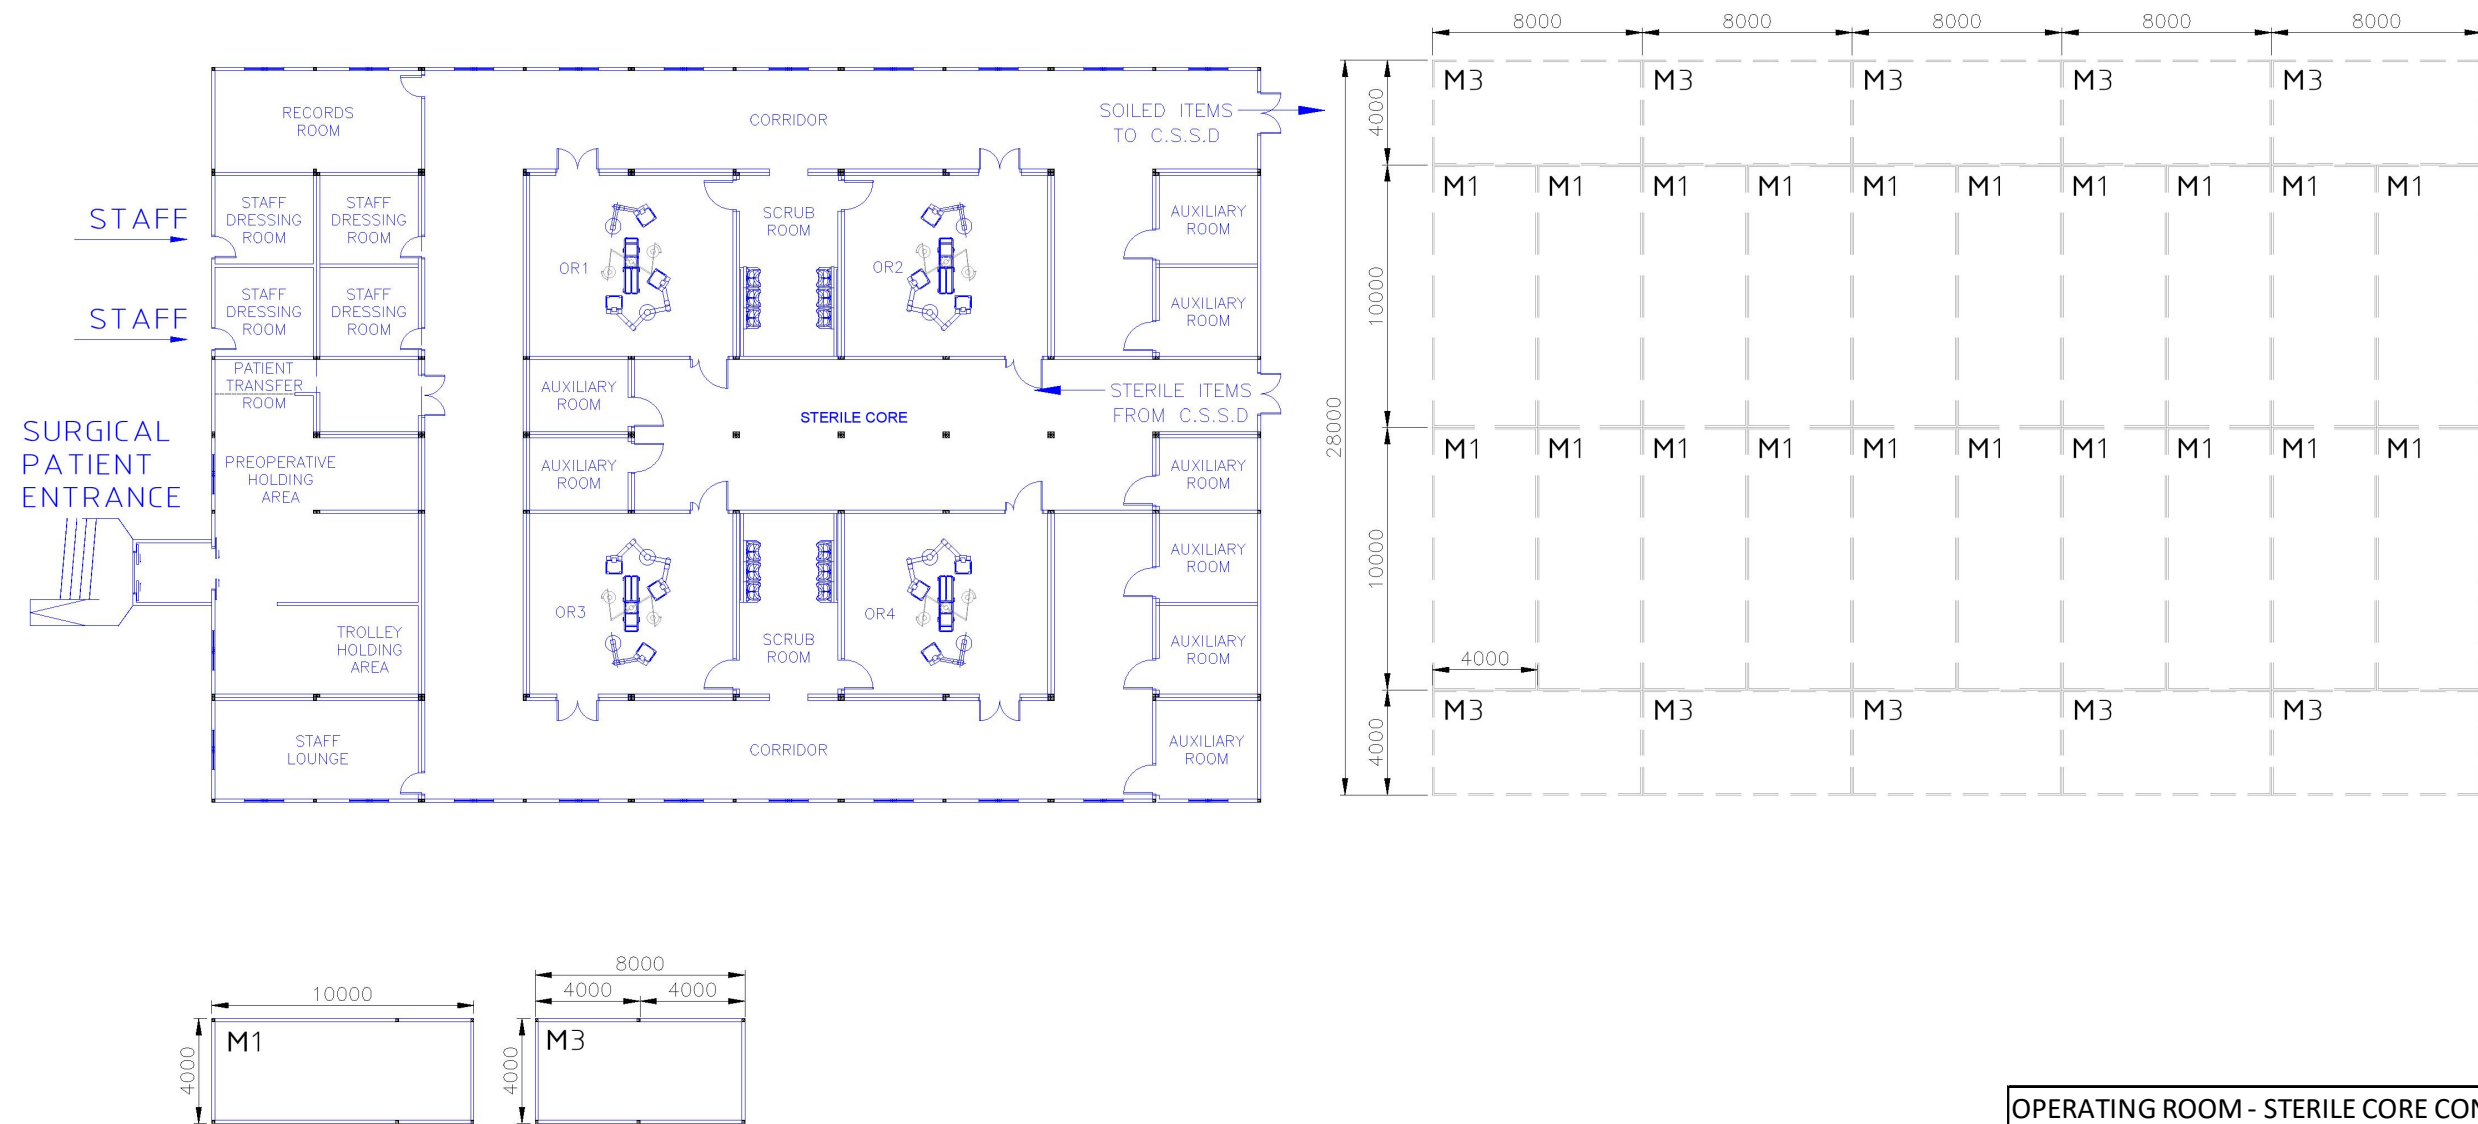 RECORDS
ROOM
CORRIDOR
SOILED ITEMS
TO C.S.S.D
STAFF
STAFF
DRESSING
ROOM
STAFF
DRESSING
ROOM
SCRUB
ROOM
AUXILIARY
ROOM
OR1
OR2
STAFF
STAFF
DRESSING
ROOM
STAFF
DRESSING
ROOM
AUXILIARY
ROOM
PATIENT
TRANSFER
ROOM
AUXILIARY
ROOM
STERILE CORE
STERILE ITEMS
FROM C.S.S.D
SURGICAL
PATIENT
ENTRANCE
PREOPERATIVE
HOLDING
AREA
AUXILIARY
ROOM
AUXILIARY
ROOM
AUXILIARY
ROOM
OR3
OR4
TROLLEY
HOLDING
AREA
SCRUB
ROOM
AUXILIARY
ROOM
STAFF
LOUNGE
CORRIDOR
AUXILIARY
ROOM
8000 8000 8000 8000 8000
28000
4000
10000
10000
4000
M3 M3 M3 M3 M3
M1 M1 M1 M1 M1 M1 M1 M1 M1 M1
M1 M1 M1 M1 M1 M1 M1 M1 M1 M1
4000
M3 M3 M3 M3 M3
10000
4000
M1
8000
4000 4000
4000
M3
OPERATING ROOM - STERILE CORE